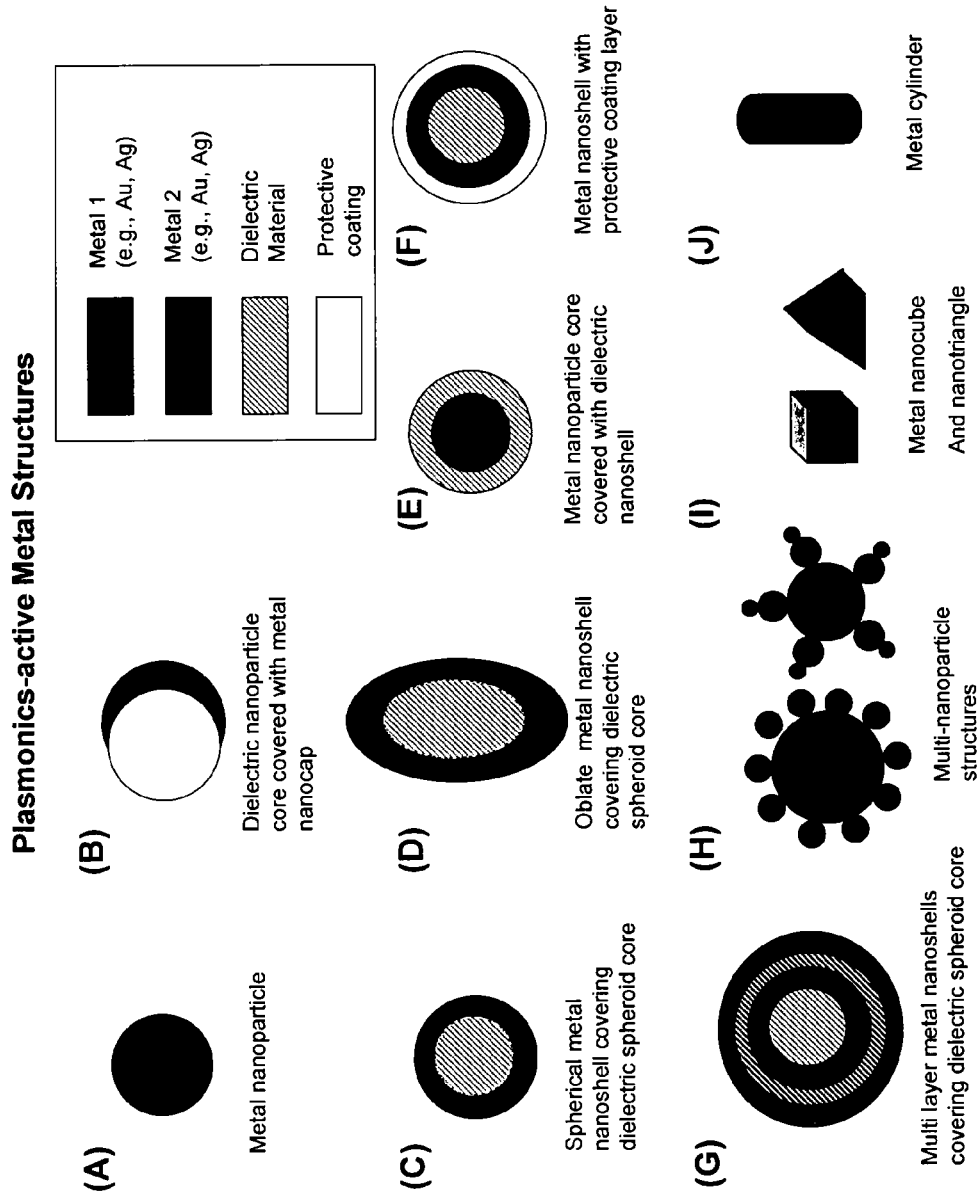 Plasmonics-active Metal Structures
Metal 1
(e.g., Au, Ag)
Metal 2
(e.g., Au, Ag)
Dielectric
Material
Protective
coating
(A)
Metal nanoparticle
(B)
Dielectric nanoparticle
core covered with metal
nanocap
(C)
Spherical metal
nanoshell covering
dielectric spheroid core
(D)
Oblate metal nanoshell
covering dielectric
spheroid core
(E)
Metal nanoparticle core
covered with dielectric
nanoshell
(F)
Metal nanoshell with
protective coating layer
(G)
Multi layer metal nanoshells
covering dielectric spheroid core
(H)
Multi-nanoparticle
structures
(I)
Metal nanocube
And nanotriangle
(J)
Metal cylinder